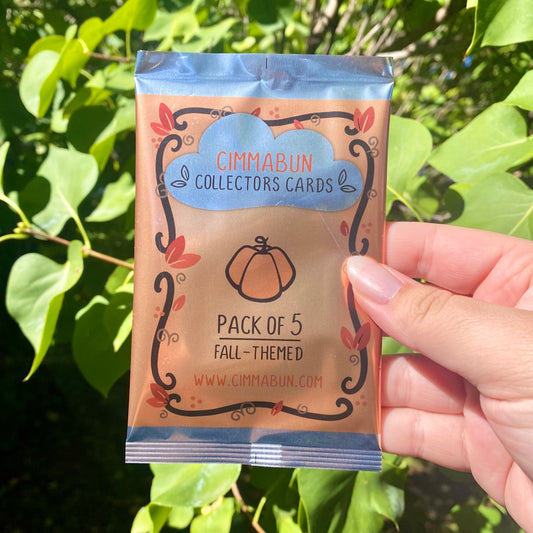 CIMMABUN
COLLECTORS CARDS
PACK OF 5
FALL-THEMED
WWW.CIMMABUN.COM